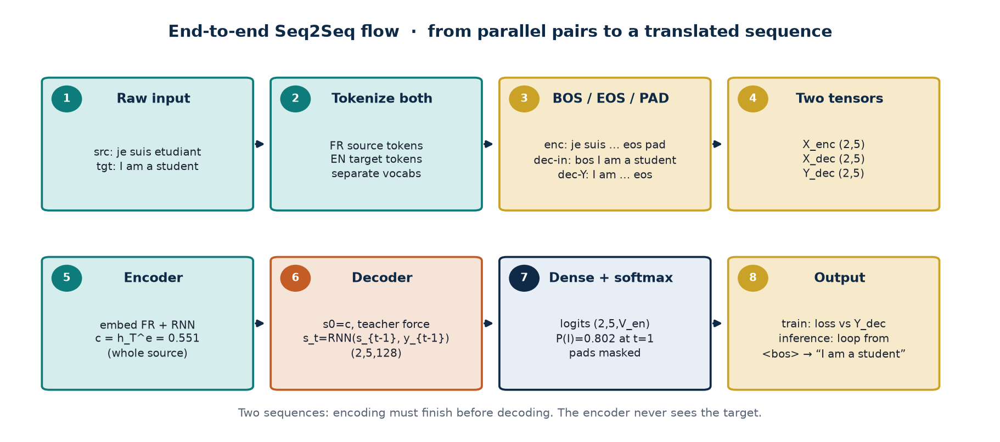 End-to-end Seq2Seq flow · from parallel pairs to a translated sequence
1
Raw input
src: je suis etudiant
tgt: I am a student
2
Tokenize both
FR source tokens
EN target tokens
separate vocabs
3
BOS / EOS / PAD
enc: je suis … eos pad
dec-in: bos I am a student
dec-Y: I am … eos
4
Two tensors
X_enc (2,5)
X_dec (2,5)
Y_dec (2,5)
5
Encoder
embed FR + RNN
c = h_T^e = 0.551
(whole source)
6
Decoder
s0=c, teacher force
s_t=RNN(s_{t-1}, y_{t-1})
(2,5,128)
7
Dense + softmax
logits (2,5,V_en)
P(I)=0.802 at t=1
pads masked
8
Output
train: loss vs Y_dec
inference: loop from
<bos> → “I am a student”
Two sequences: encoding must finish before decoding. The encoder never sees the target.